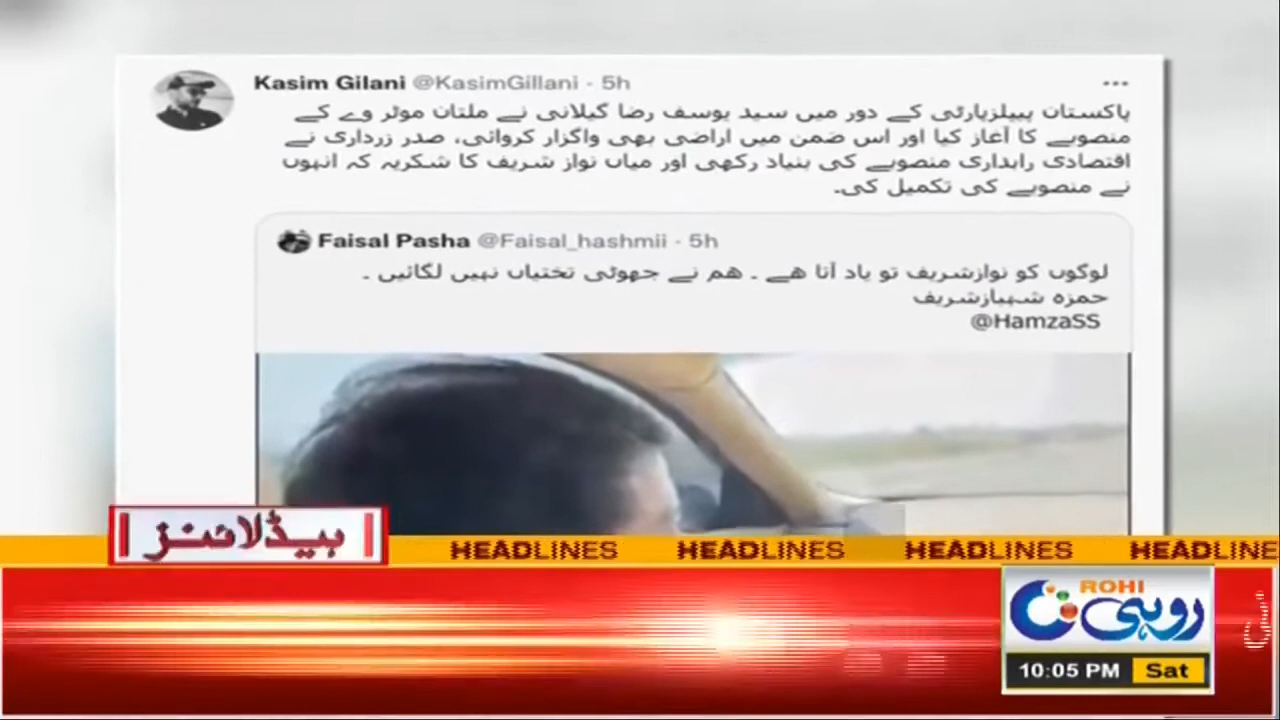 Kasim Gilani @KasimGillani · 5h
پاکستان پیپلزپارٹی کے دور میں سید یوسف رضا گیلانی نے ملتان موٹر وے کے
منصوبے کا آغاز کیا اور اس ضمن میں اراضی بھی واگزار کروائی، صدر زرداری نے
اقتصادی راہداری منصوبے کی بنیاد رکھی اور میاں نواز شریف کا شکریہ کہ انہوں
نے منصوبے کی تکمیل کی۔
Faisal Pasha @Faisal_hashmii · 5h
لوگوں کو نوازشریف تو یاد آتا ھے ۔ ھم نے جھوٹی تختیاں نہیں لگائیں ۔
حمزہ شہبازشریف
@HamzaSS
ہیڈلائنز
HEADLINES HEADLINES HEADLINES HEADLINE
ROHI
روہی
10:05 PM Sat